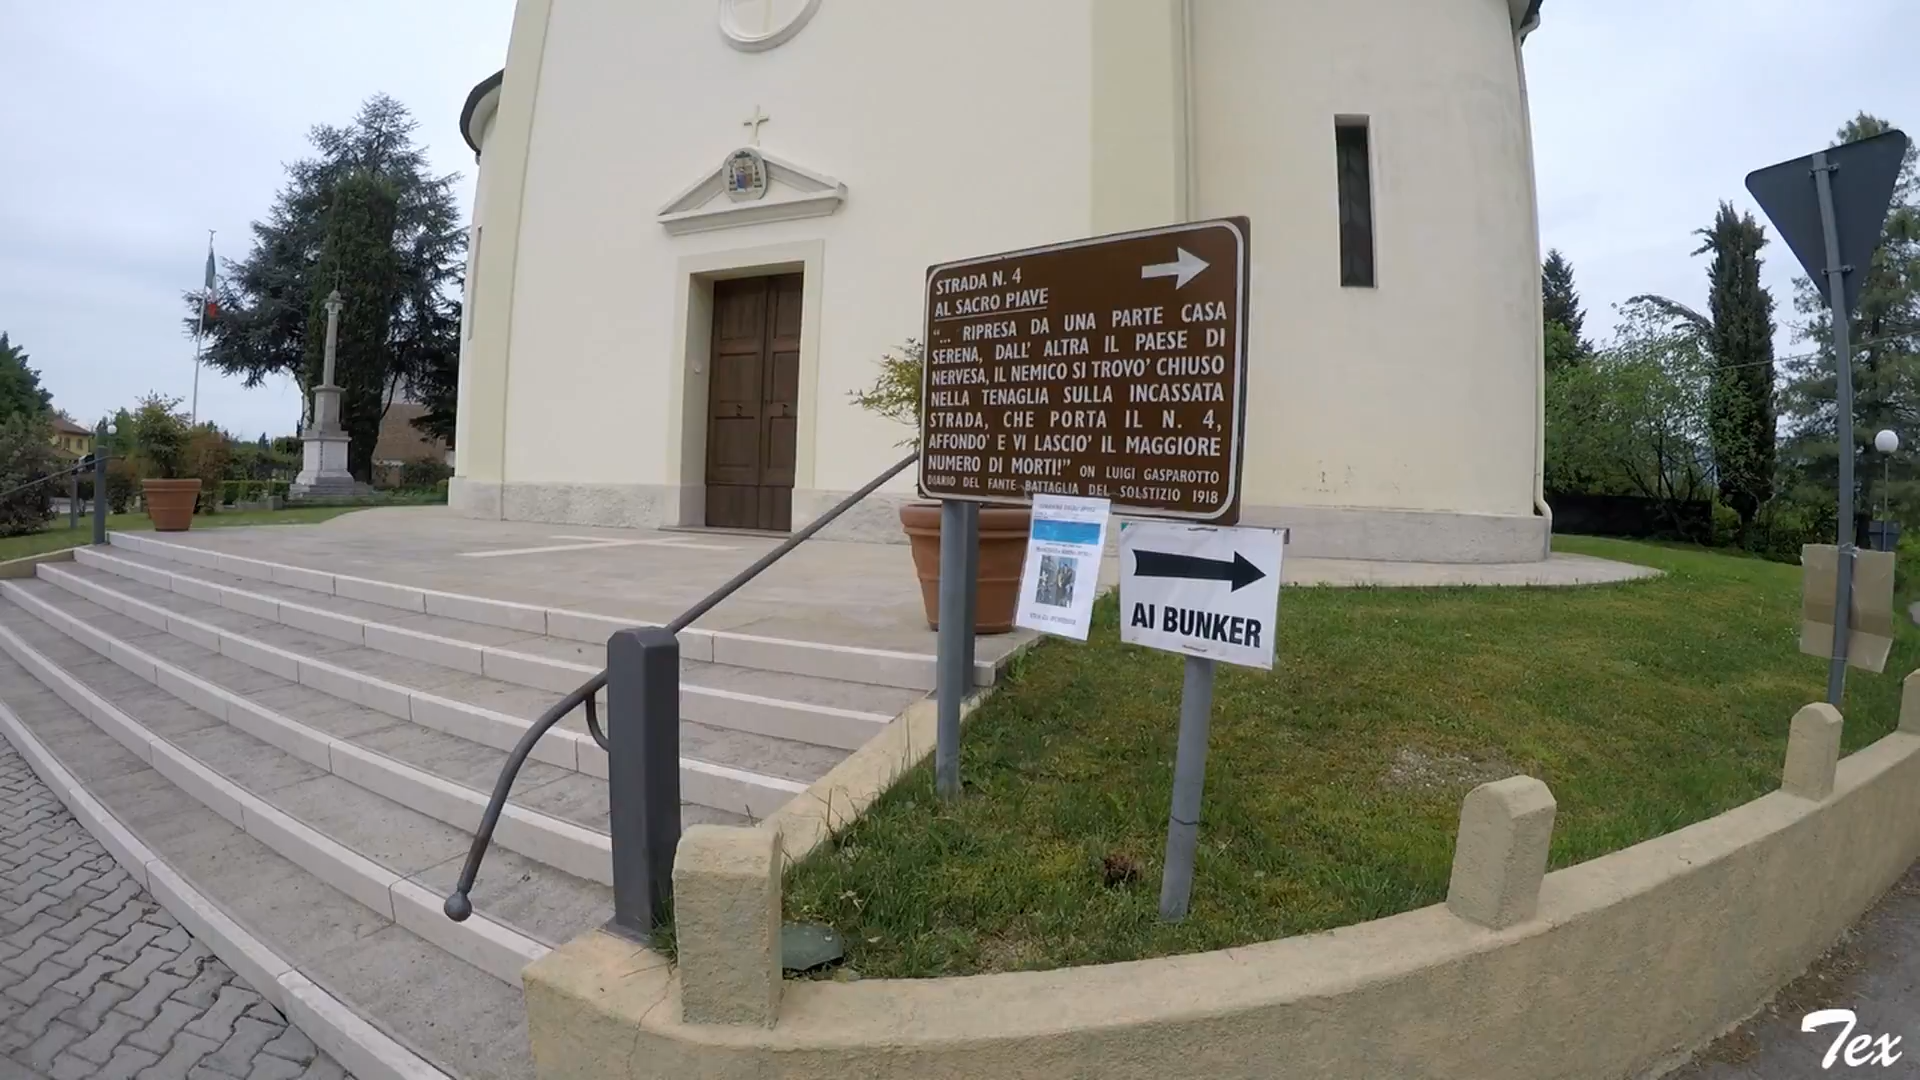 STRADA N. 4
AL SACRO PIAVE
“... RIPRESA DA UNA PARTE CASA
SERENA, DALL' ALTRA IL PAESE DI
NERVESA, IL NEMICO SI TROVO' CHIUSO
NELLA TENAGLIA SULLA INCASSATA
STRADA, CHE PORTA IL N. 4,
AFFONDO' E VI LASCIO' IL MAGGIORE
NUMERO DI MORTI!” ON LUIGI GASPAROTTO
DIARIO DEL FANTE BATTAGLIA DEL SOLSTIZIO 1918
AI BUNKER
Tex